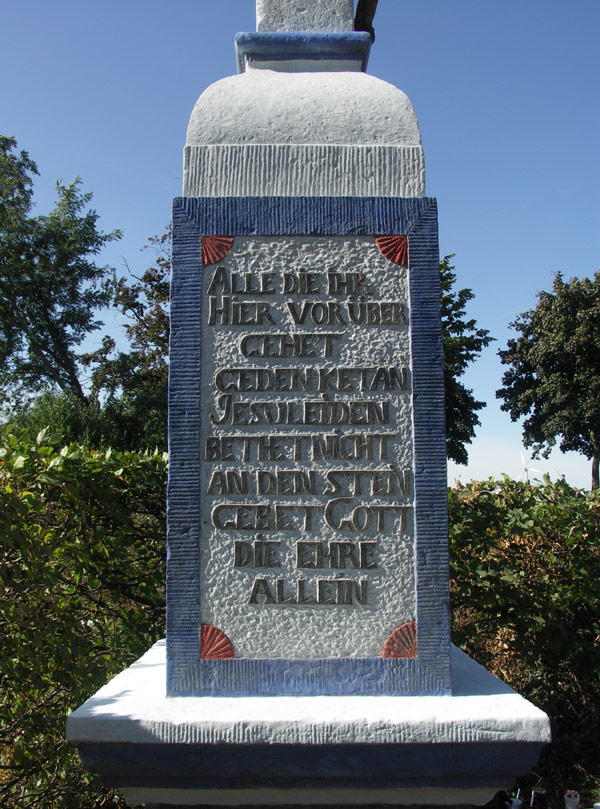 ALLE DIE IHR
HIER VORÜBER
GEHET
GEDENKET AN
JESU LEIDEN
BETHET NICHT
AN DEN STEN
GEBET GOTT
DIE EHRE
ALLEIN